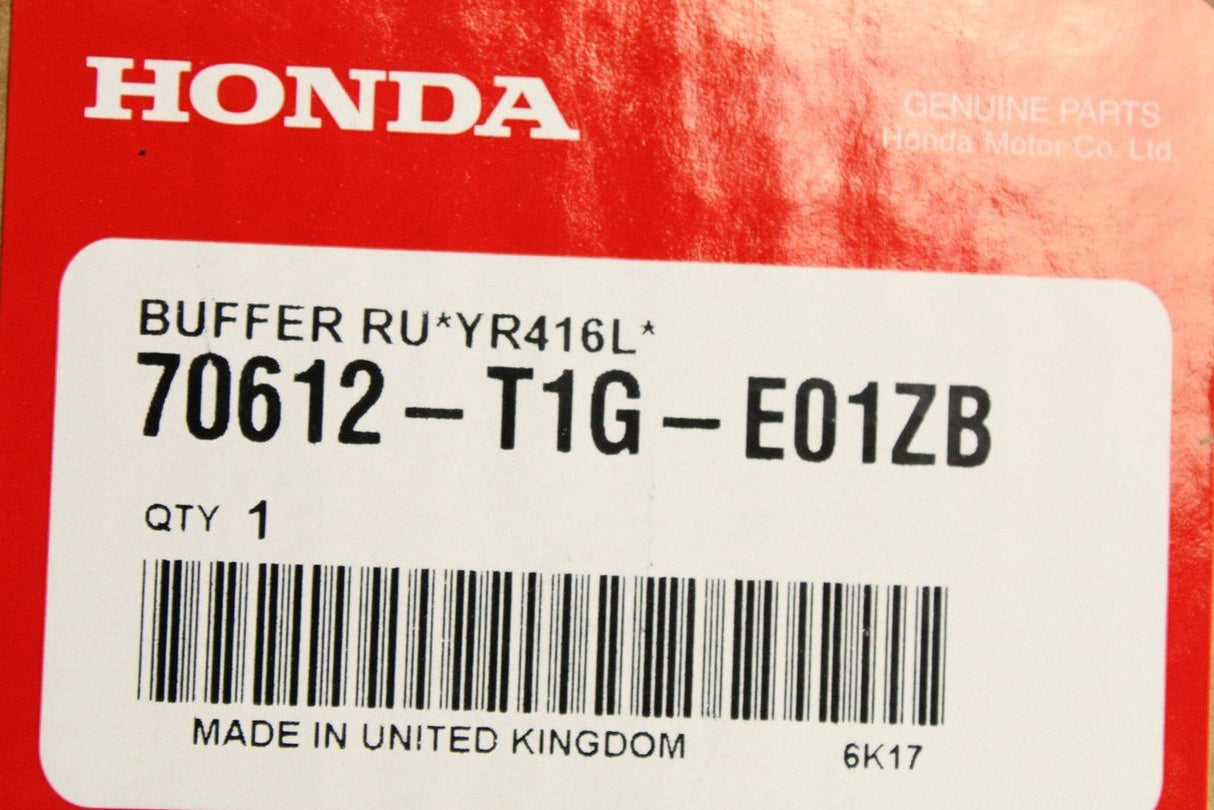 HONDA
GENUINE PARTS
Honda Motor Co. Ltd.
BUFFER RU*YR416L*
70612-T1G-E01ZB
QTY 1
MADE IN UNITED KINGDOM
6K17